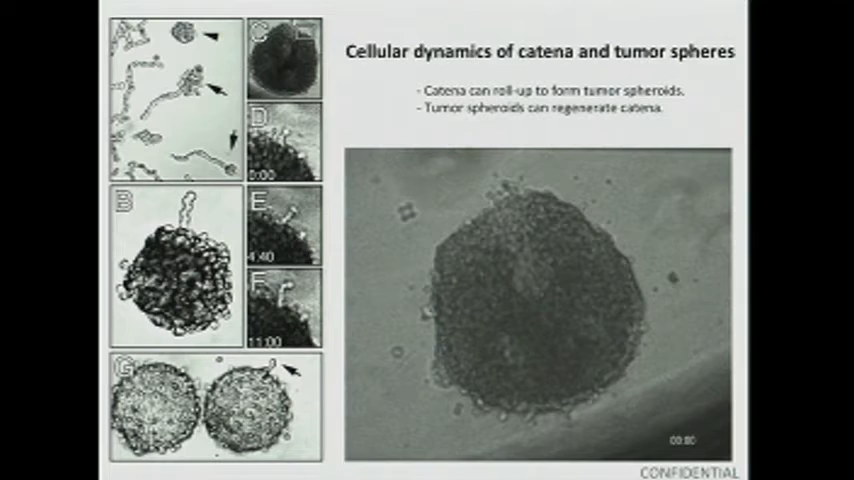 Cellular dynamics of catena and tumor spheres
- Catena can roll-up to form tumor spheroids.
- Tumor spheroids can regenerate catena.
A
C
D
0:00
B
E
4:40
F
11:00
G
00:00
CONFIDENTIAL